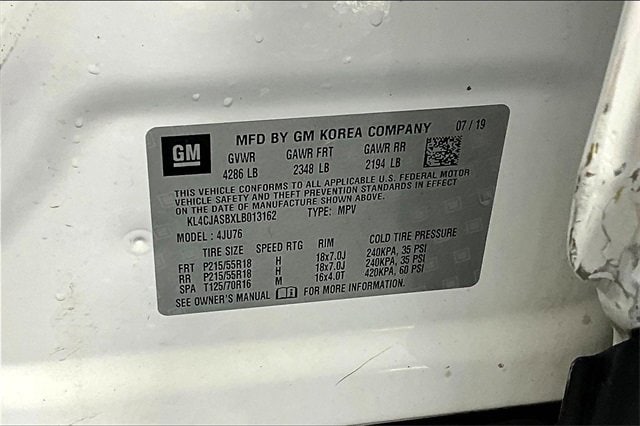 GM
MFD BY GM KOREA COMPANY 07/19
GVWR GAWR FRT GAWR RR
4286 LB 2348 LB 2194 LB
THIS VEHICLE CONFORMS TO ALL APPLICABLE U.S. FEDERAL MOTOR
VEHICLE SAFETY AND THEFT PREVENTION STANDARDS IN EFFECT
ON THE DATE OF MANUFACTURE SHOWN ABOVE.
KL4CJASBXLB013162 TYPE: MPV
MODEL: 4JU76
TIRE SIZE SPEED RTG RIM COLD TIRE PRESSURE
FRT P215/55R18 H 18x7.0J 240KPA, 35 PSI
RR P215/55R18 H 18x7.0J 240KPA, 35 PSI
SPA T125/70R16 M 16x4.0T 420KPA, 60 PSI
SEE OWNER'S MANUAL FOR MORE INFORMATION.